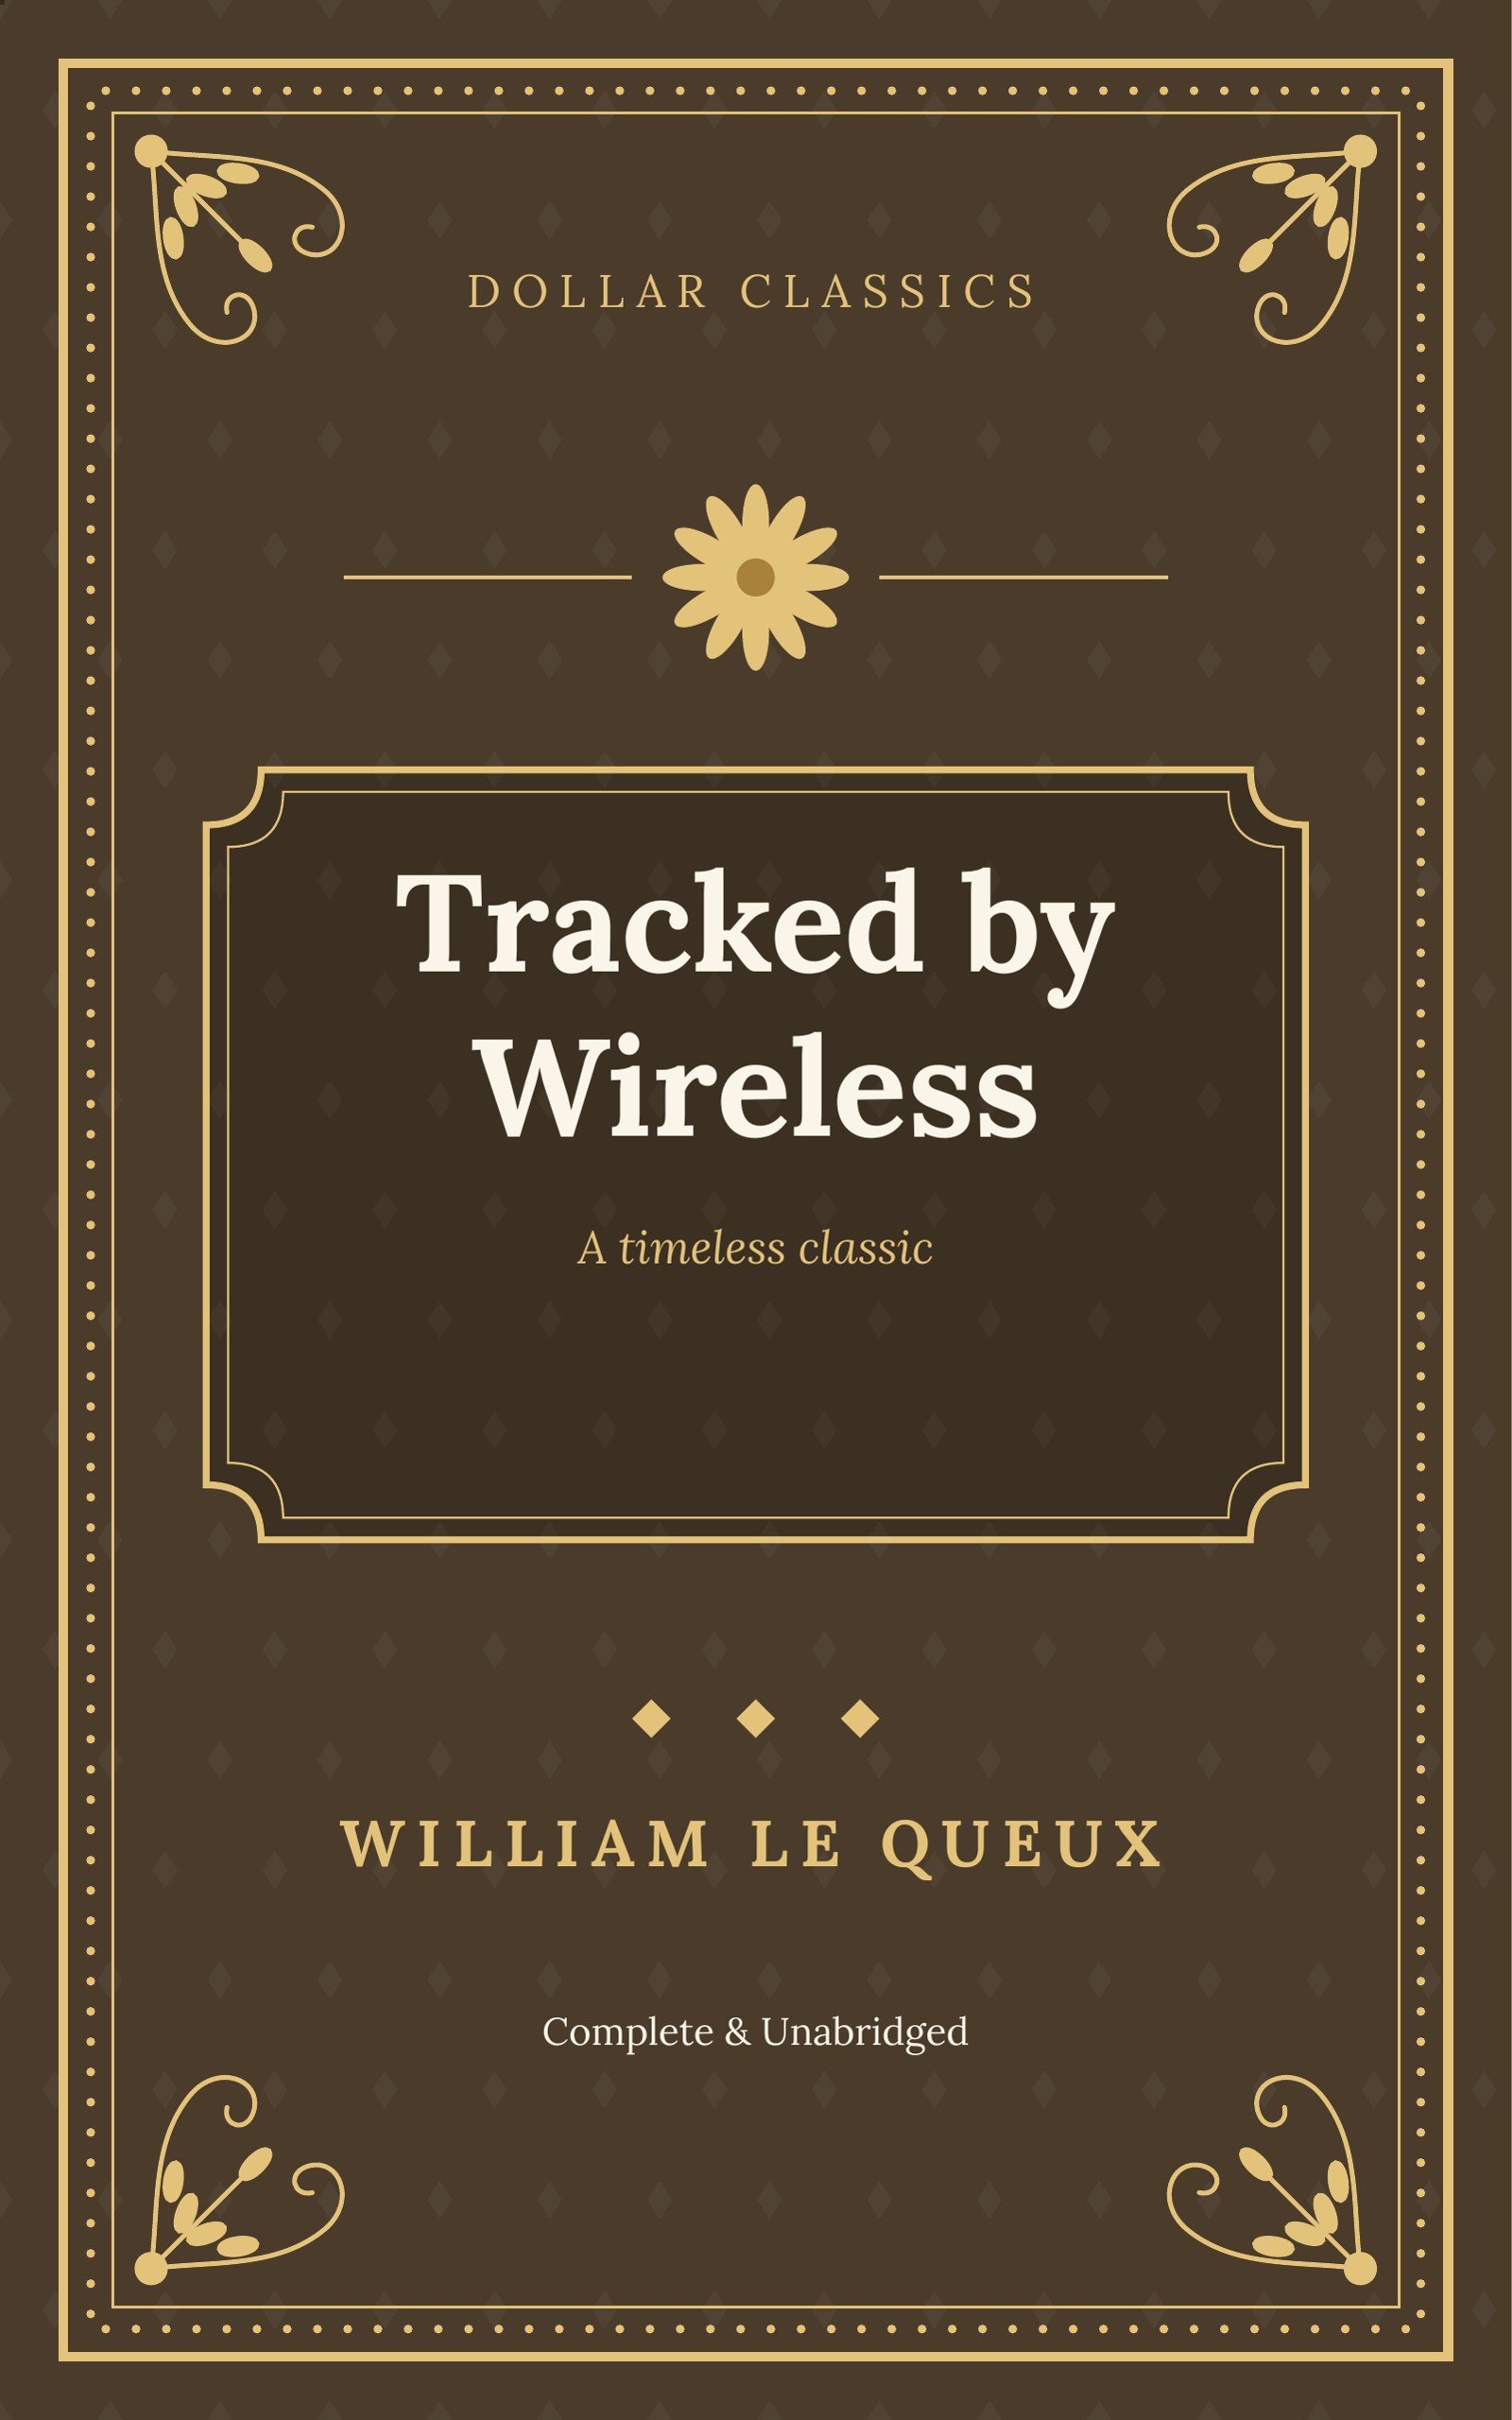 DOLLAR CLASSICS
Tracked by
Wireless
A timeless classic
WILLIAM LE QUEUX
Complete & Unabridged